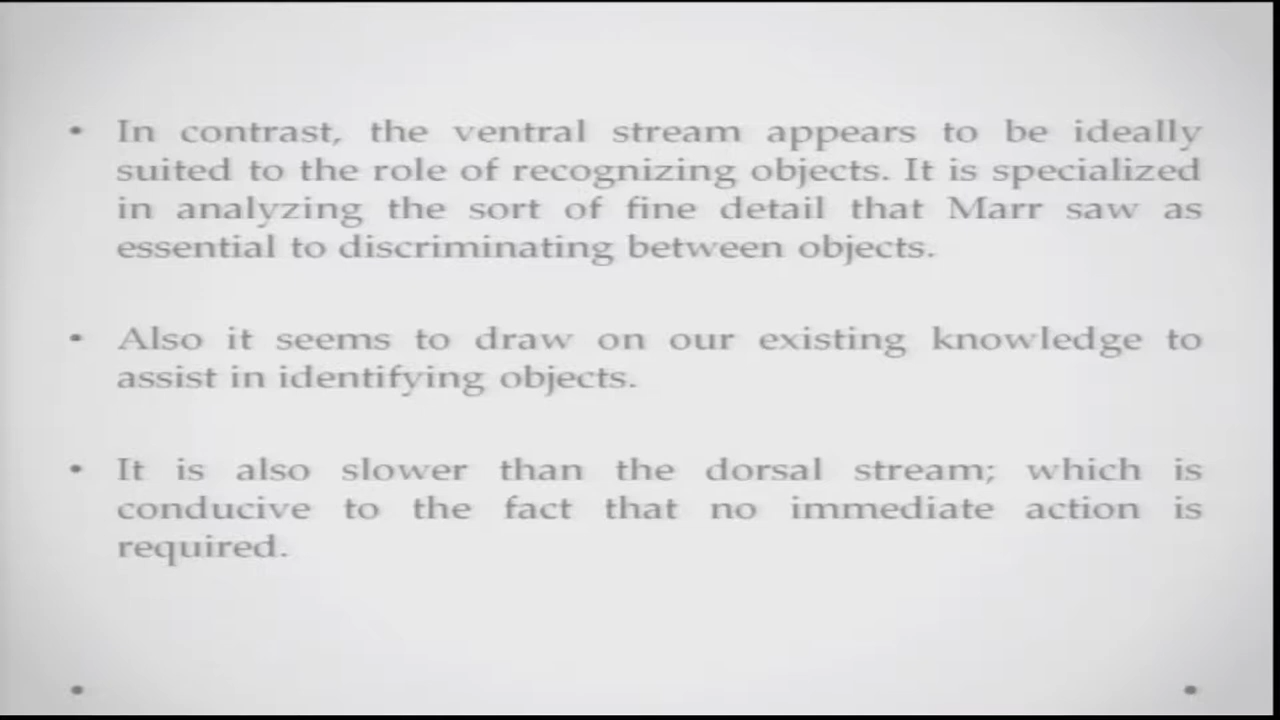 • In contrast, the ventral stream appears to be ideally
suited to the role of recognizing objects. It is specialized
in analyzing the sort of fine detail that Marr saw as
essential to discriminating between objects.
• Also it seems to draw on our existing knowledge to
assist in identifying objects.
• It is also slower than the dorsal stream; which is
conducive to the fact that no immediate action is
required.